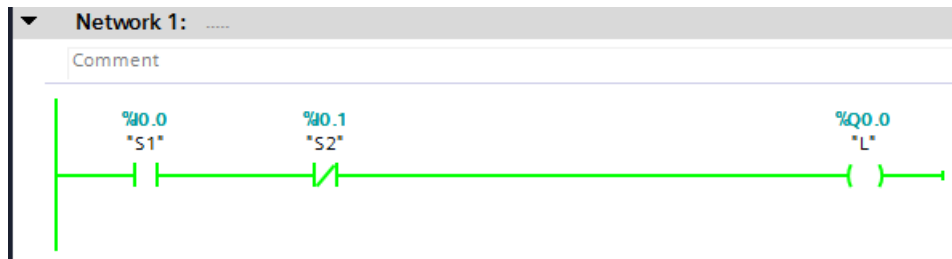 Network 1: .....
Comment
%I0.0 %I0.1 %Q0.0
"S1" "S2" "L"